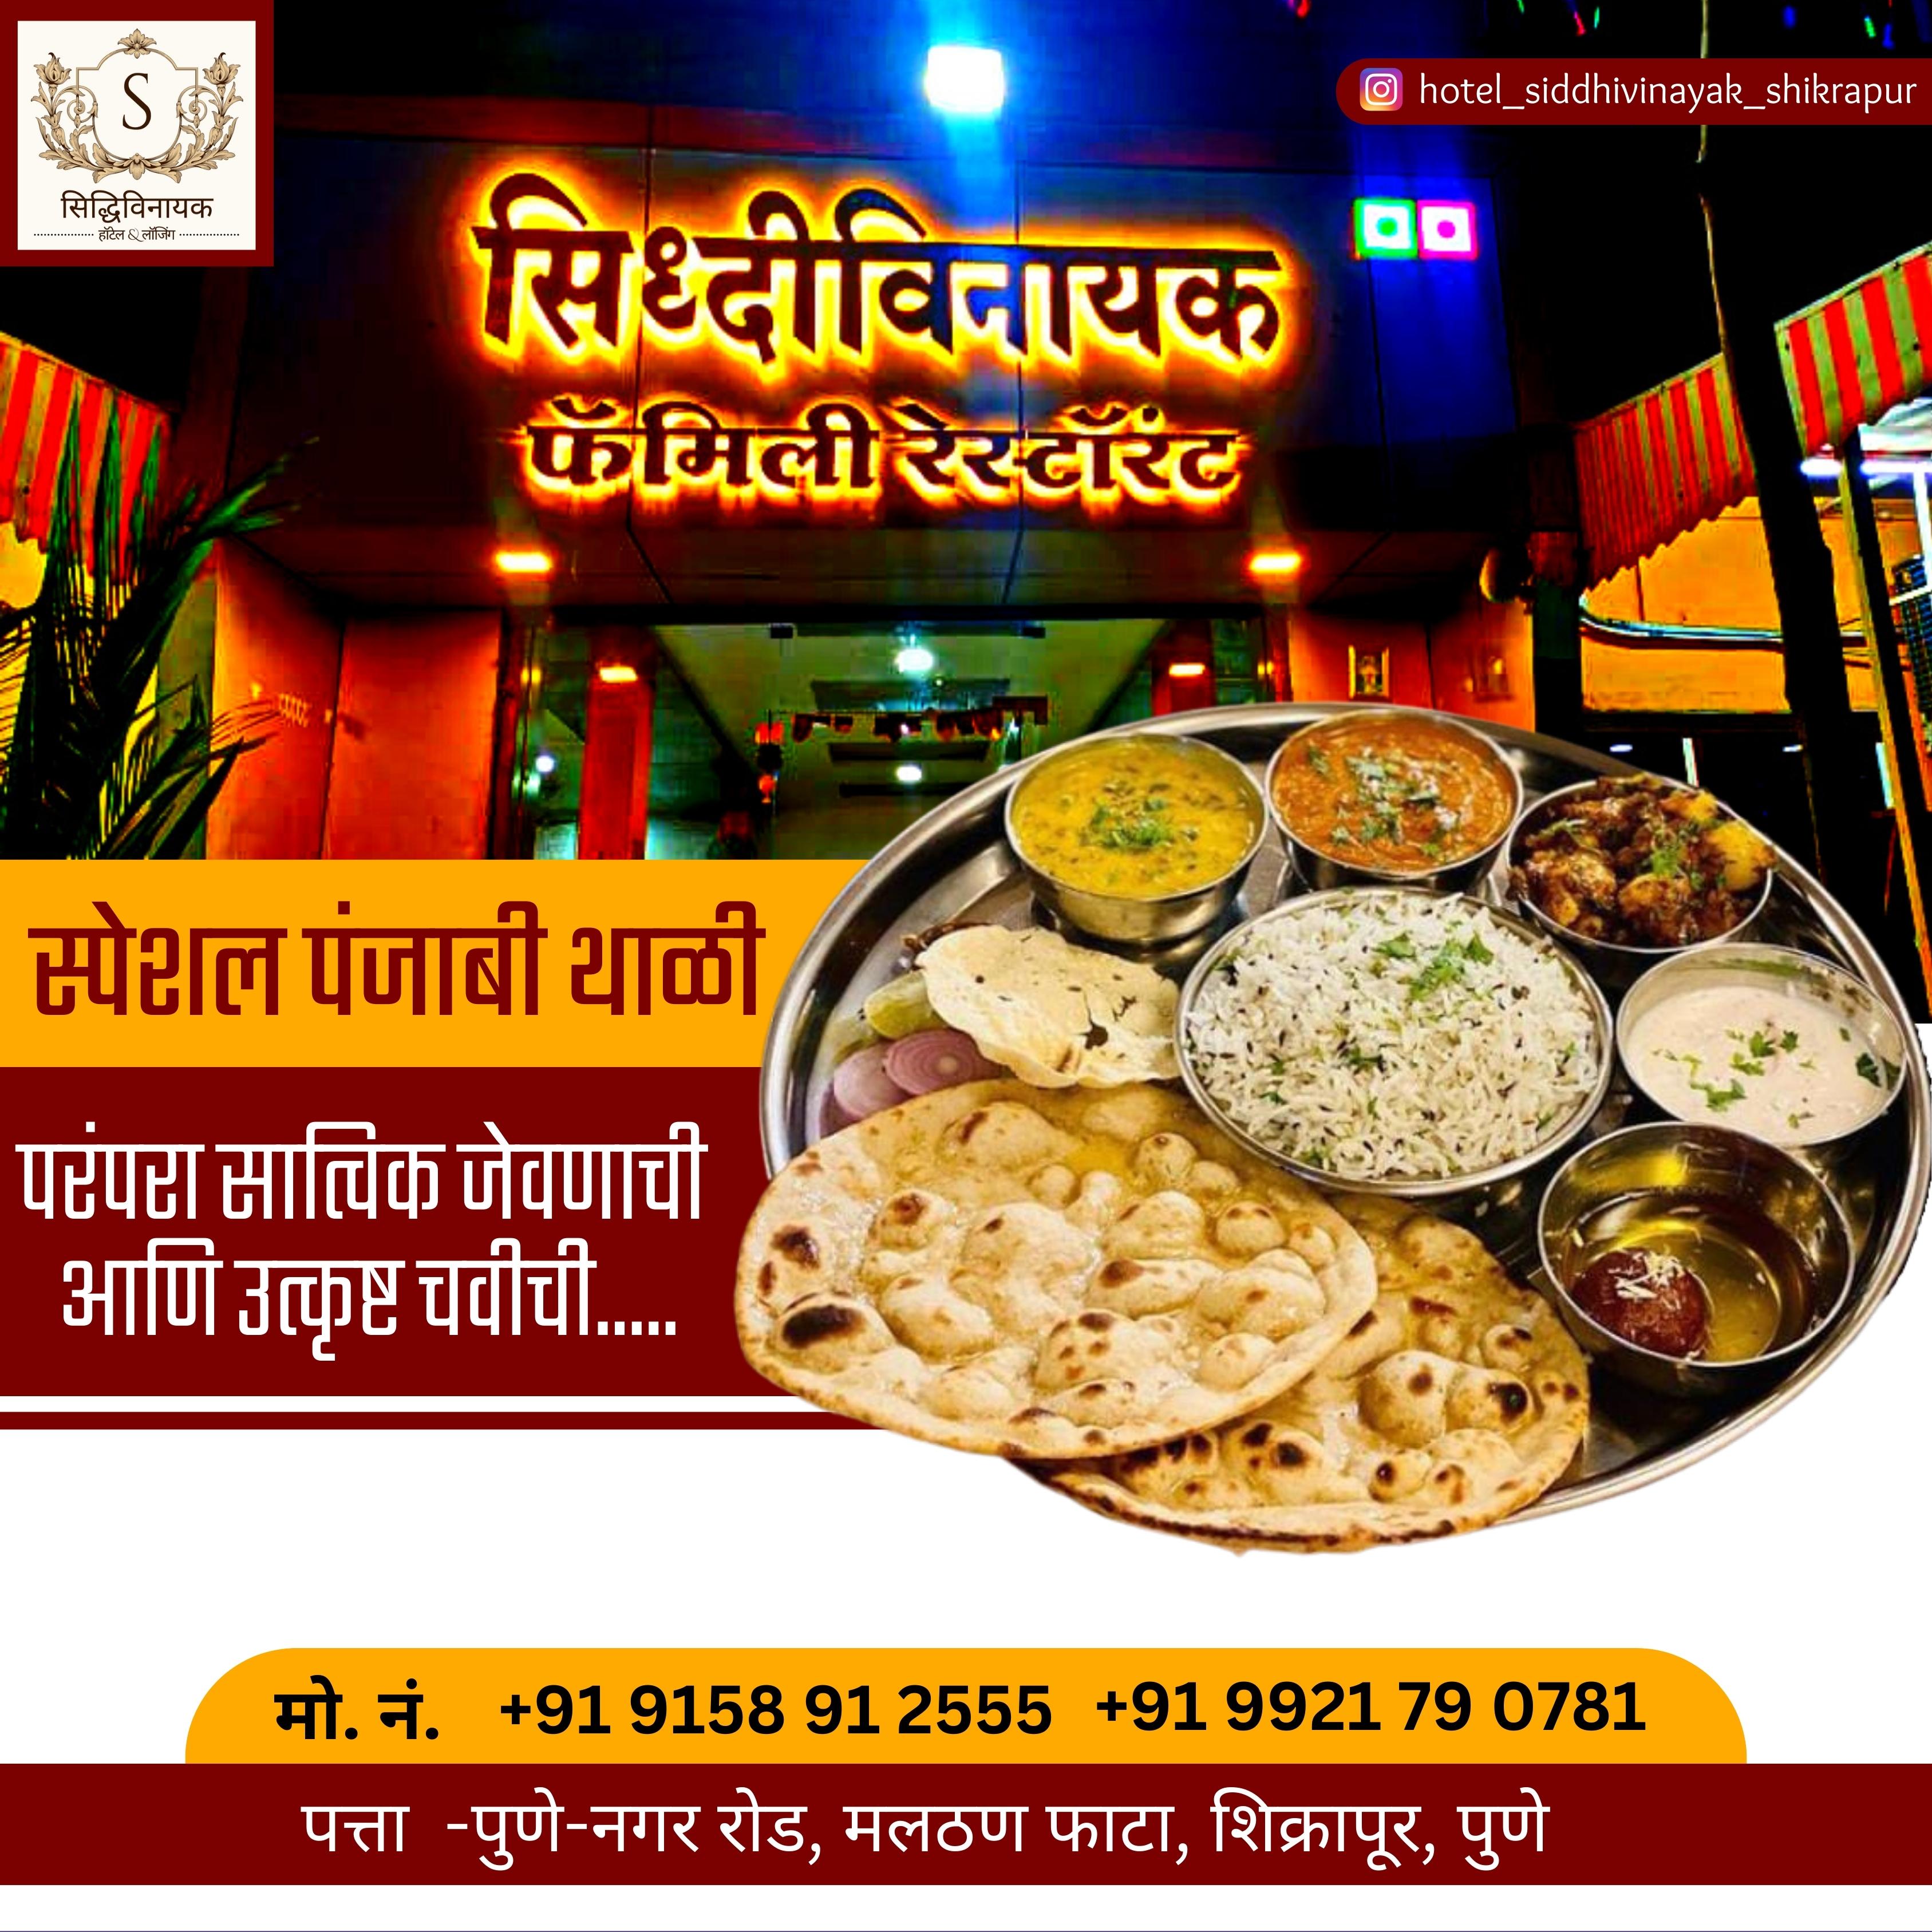 S
सिद्धिविनायक
हॉटेल & लॉजिंग
hotel_siddhivinayak_shikrapur
सिध्दीविनायक
फॅमिली रेस्टॉरंट
स्पेशल पंजाबी थाळी
परंपरा सात्विक जेवणाची
आणि उत्कृष्ट चवीची.....
मो. नं. +91 9158 91 2555 +91 9921 79 0781
पत्ता -पुणे-नगर रोड, मलठण फाटा, शिक्रापूर, पुणे